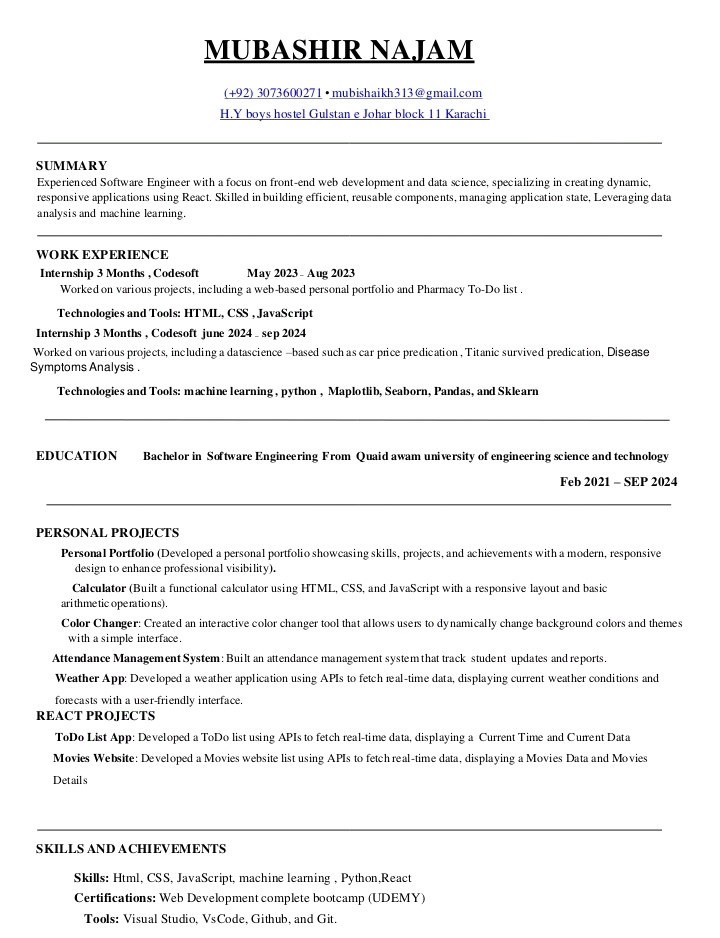 MUBASHIR NAJAM
(+92) 3073600271 • mubishaikh313@gmail.com
H.Y boys hostel Gulstan e Johar block 11 Karachi
SUMMARY
Experienced Software Engineer with a focus on front-end web development and data science, specializing in creating dynamic,
responsive applications using React. Skilled in building efficient, reusable components, managing application state, Leveraging data
analysis and machine learning.
WORK EXPERIENCE
Internship 3 Months , Codesoft May 2023 – Aug 2023
Worked on various projects, including a web-based personal portfolio and Pharmacy To-Do list .
Technologies and Tools: HTML, CSS , JavaScript
Internship 3 Months , Codesoft june 2024 – sep 2024
Worked on various projects, including a datascience –based such as car price predication , Titanic survived predication, Disease
Symptoms Analysis .
Technologies and Tools: machine learning , python , Maplotlib, Seaborn, Pandas, and Sklearn
EDUCATION Bachelor in Software Engineering From Quaid awam university of engineering science and technology
Feb 2021 – SEP 2024
PERSONAL PROJECTS
Personal Portfolio (Developed a personal portfolio showcasing skills, projects, and achievements with a modern, responsive
design to enhance professional visibility).
Calculator (Built a functional calculator using HTML, CSS, and JavaScript with a responsive layout and basic
arithmetic operations).
Color Changer: Created an interactive color changer tool that allows users to dynamically change background colors and themes
with a simple interface.
Attendance Management System: Built an attendance management system that track student updates and reports.
Weather App: Developed a weather application using APIs to fetch real-time data, displaying current weather conditions and
forecasts with a user-friendly interface.
REACT PROJECTS
ToDo List App: Developed a ToDo list using APIs to fetch real-time data, displaying a Current Time and Current Data
Movies Website: Developed a Movies website list using APIs to fetch real-time data, displaying a Movies Data and Movies
Details
SKILLS AND ACHIEVEMENTS
Skills: Html, CSS, JavaScript, machine learning , Python,React
Certifications: Web Development complete bootcamp (UDEMY)
Tools: Visual Studio, VsCode, Github, and Git.